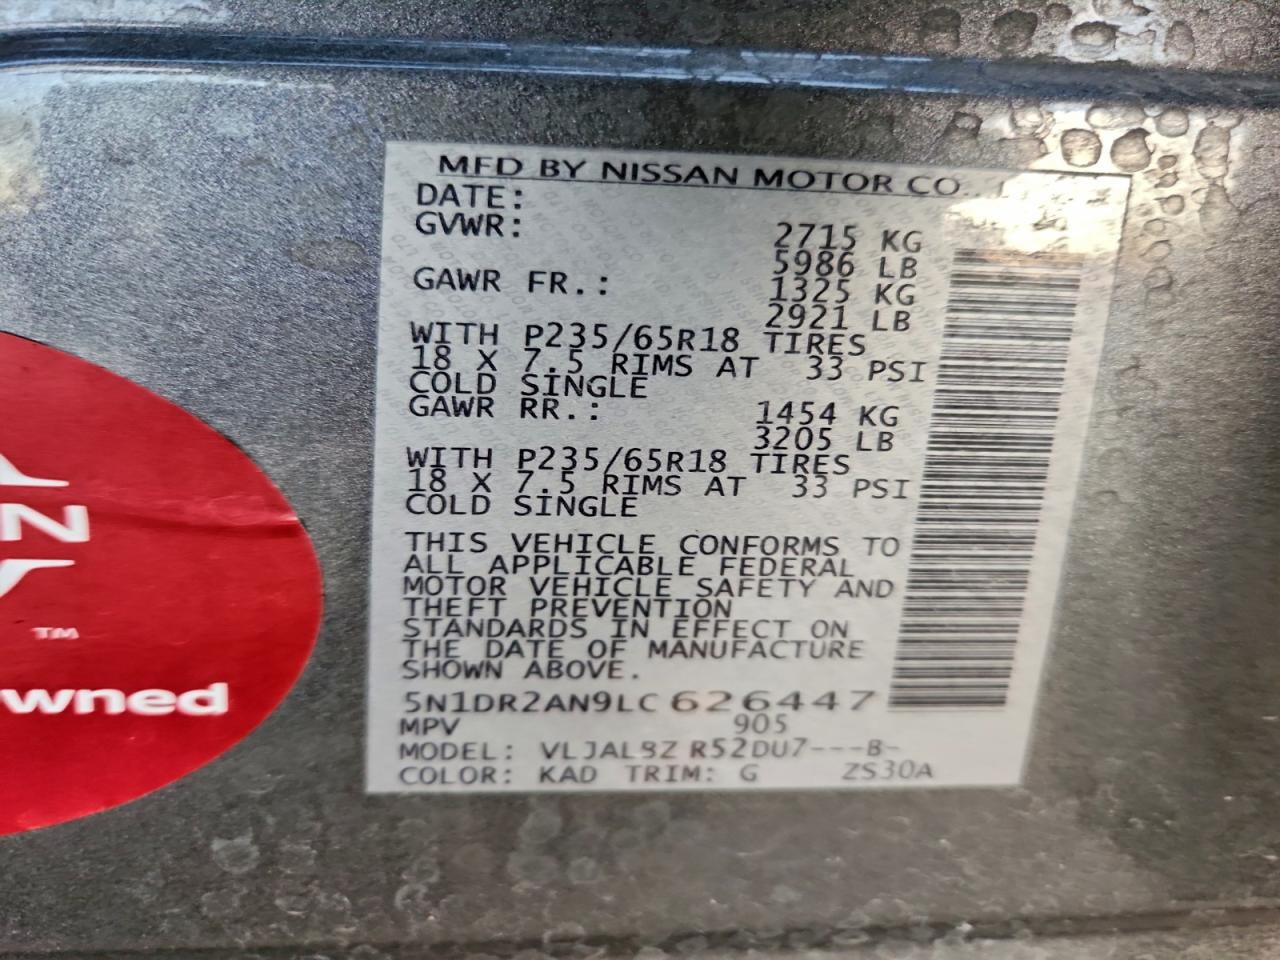 MFD BY NISSAN MOTOR CO.
DATE:
GVWR: 2715 KG
5986 LB
GAWR FR.: 1325 KG
2921 LB
WITH P235/65R18 TIRES
18 X 7.5 RIMS AT 33 PSI
COLD SINGLE
GAWR RR.: 1454 KG
3205 LB
WITH P235/65R18 TIRES
18 X 7.5 RIMS AT 33 PSI
COLD SINGLE
THIS VEHICLE CONFORMS TO
ALL APPLICABLE FEDERAL
MOTOR VEHICLE SAFETY AND
THEFT PREVENTION
STANDARDS IN EFFECT ON
THE DATE OF MANUFACTURE
SHOWN ABOVE.
5N1DR2AN9LC626447
MPV 905
MODEL: R52DU7---B-
COLOR: KAD TRIM: G ZS30A
N
TM
wned